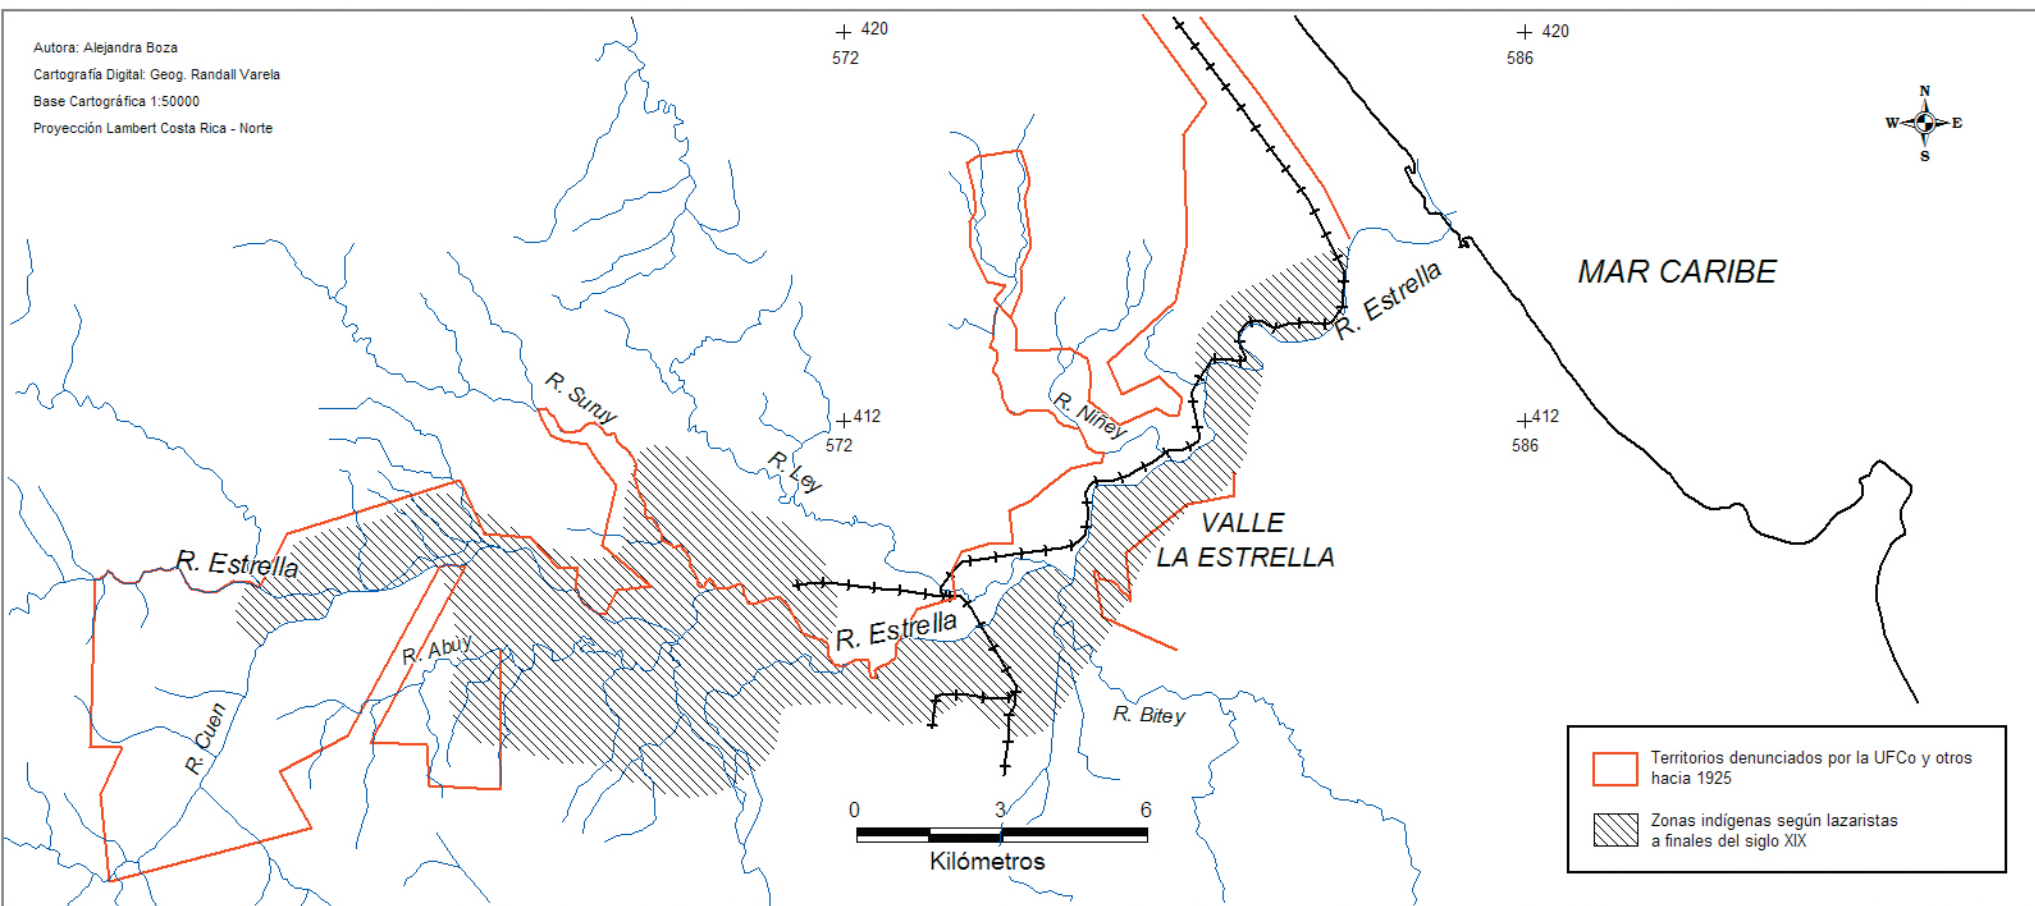 Autora: Alejandra Boza
Cartografía Digital: Geog. Randall Varela
Base Cartográfica 1:50000
Proyección Lambert Costa Rica - Norte
420
572
420
586
N
W E
S
MAR CARIBE
R. Estrella
R. Suruy
R. Niñey
412
572
412
586
R. Ley
VALLE
LA ESTRELLA
R. Estrella
R. Estrella
R. Abuy
R. Cuen
R. Bitey
0 3 6
Kilómetros
Territorios denunciados por la UFCo y otros
hacia 1925
Zonas indígenas según lazaristas
a finales del siglo XIX